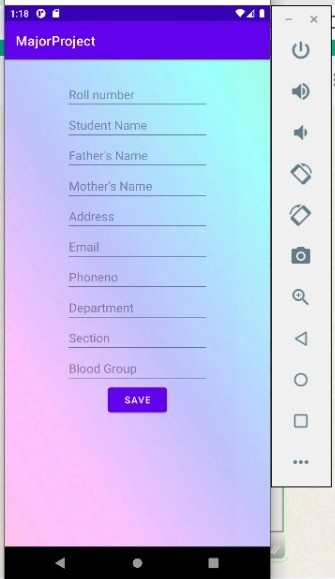 1:18
MajorProject
Roll number
Student Name
Father's Name
Mother's Name
Address
Email
Phoneno
Department
Section
Blood Group
SAVE